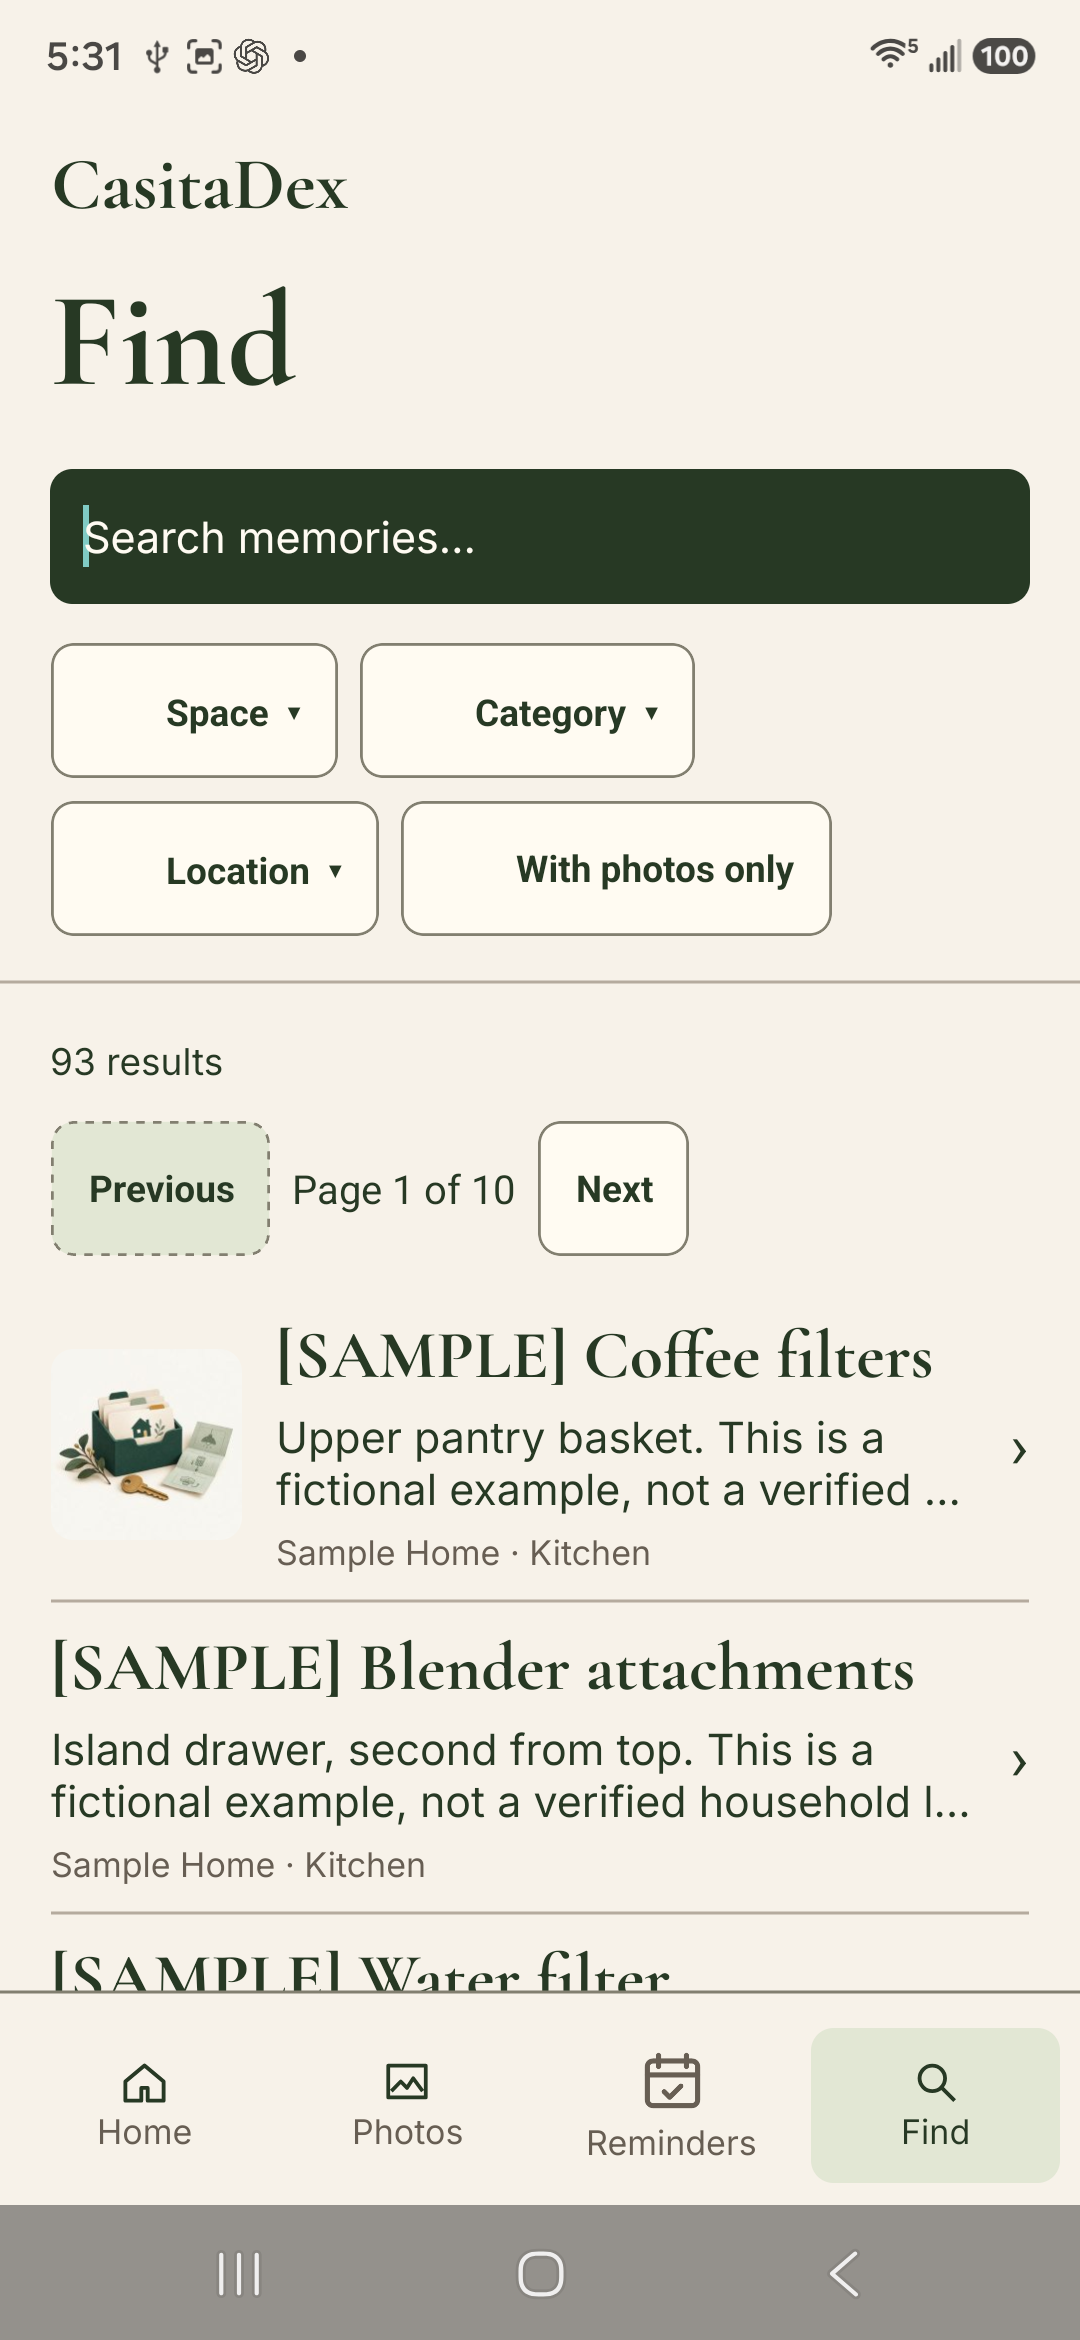 5:31
5
100
CasitaDex
Find
Search memories...
Space ▾
Category ▾
Location ▾
With photos only
93 results
Previous
Page 1 of 10
Next
[SAMPLE] Coffee filters
Upper pantry basket. This is a
fictional example, not a verified ...
Sample Home · Kitchen
[SAMPLE] Blender attachments
Island drawer, second from top. This is a
fictional example, not a verified household l...
Sample Home · Kitchen
[SAMPLE] Water filter
Home
Photos
Reminders
Find